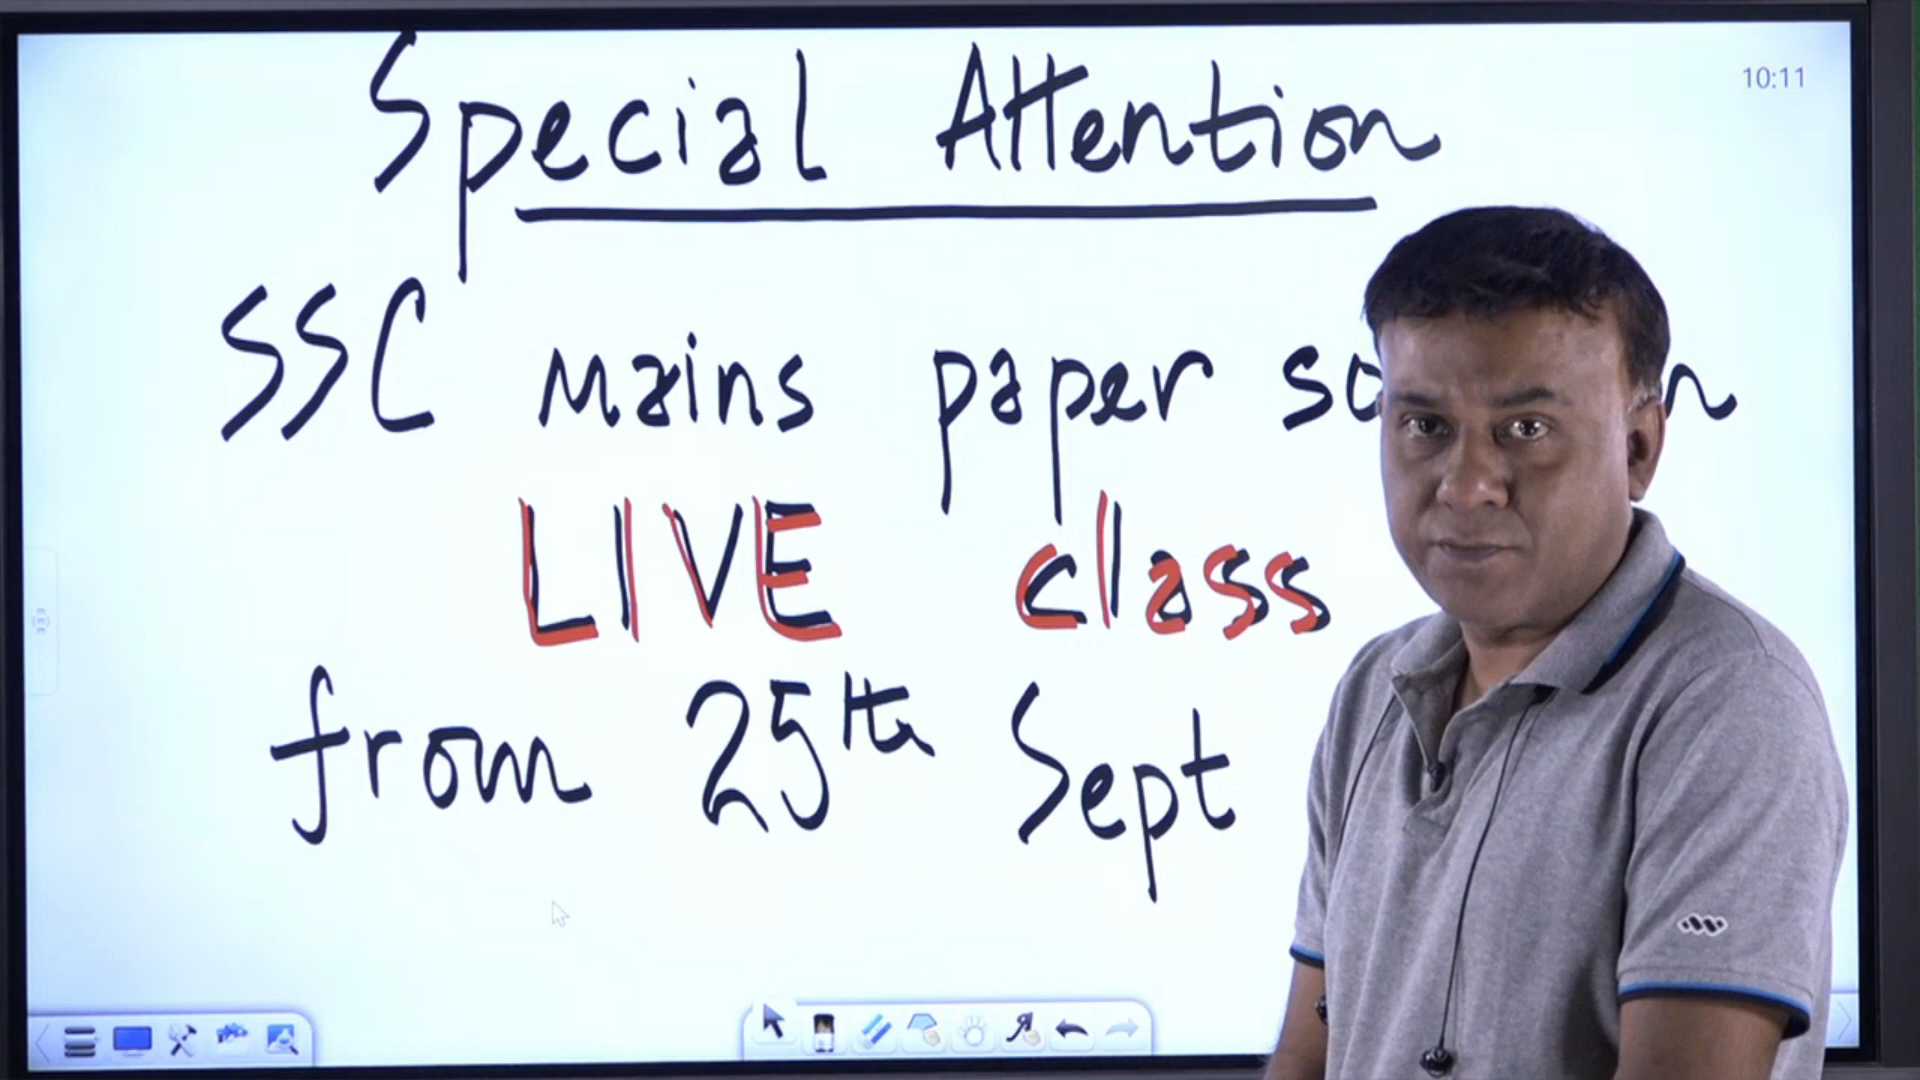 10:11
Special Attention
SSC mains paper
LIVE class
from 25th Sept